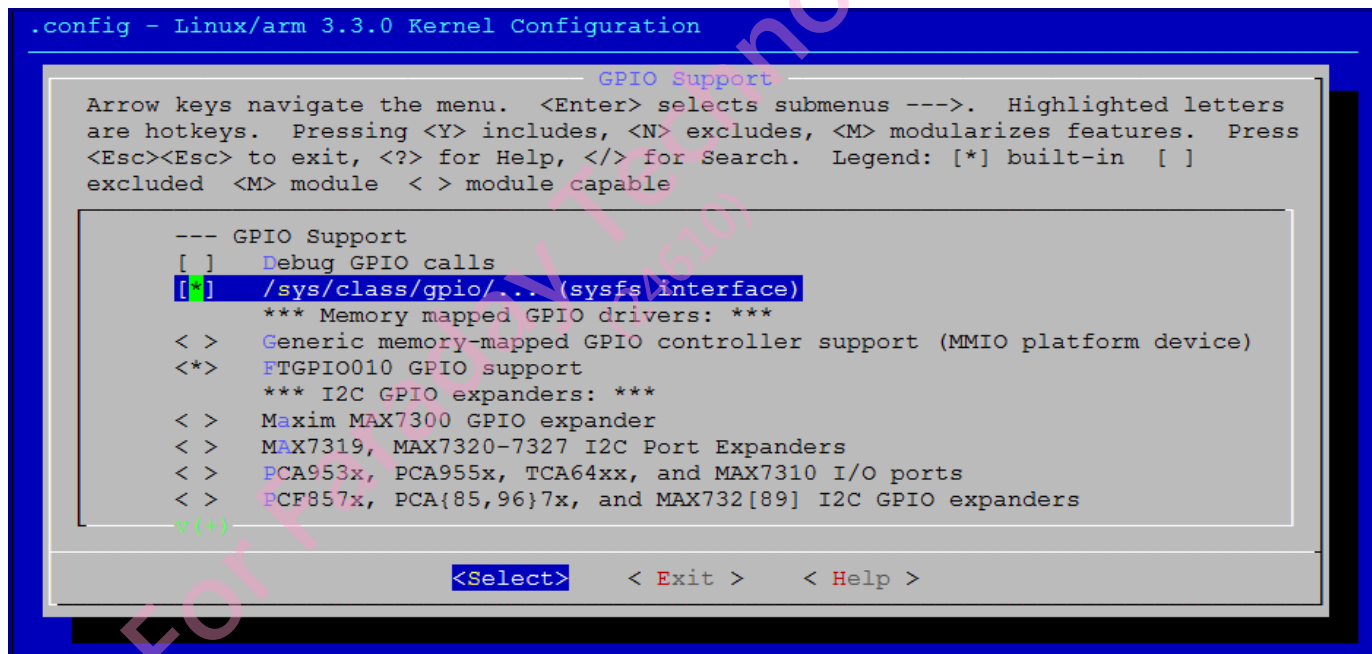 .config - Linux/arm 3.3.0 Kernel Configuration
GPIO Support
Arrow keys navigate the menu.  <Enter> selects submenus --->.  Highlighted letters
are hotkeys.  Pressing <Y> includes, <N> excludes, <M> modularizes features.  Press
<Esc><Esc> to exit, <?> for Help, </> for Search.  Legend: [*] built-in  [ ]
excluded  <M> module  < > module capable
--- GPIO Support
[ ]   Debug GPIO calls
[*]   /sys/class/gpio/... (sysfs interface)
*** Memory mapped GPIO drivers: ***
< >   Generic memory-mapped GPIO controller support (MMIO platform device)
<*>   FTGPIO010 GPIO support
*** I2C GPIO expanders: ***
< >   Maxim MAX7300 GPIO expander
< >   MAX7319, MAX7320-7327 I2C Port Expanders
< >   PCA953x, PCA955x, TCA64xx, and MAX7310 I/O ports
< >   PCF857x, PCA{85,96}7x, and MAX732[89] I2C GPIO expanders
▽(+)
<Select>    < Exit >    < Help >
For Faraday Techno
(24610)